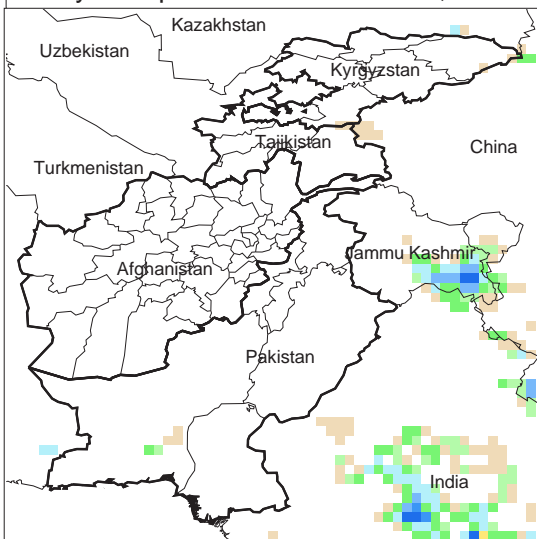 Kazakhstan
Uzbekistan
Kyrgyzstan
Tajikistan
China
Turkmenistan
Jammu Kashmir
Afghanistan
Pakistan
India